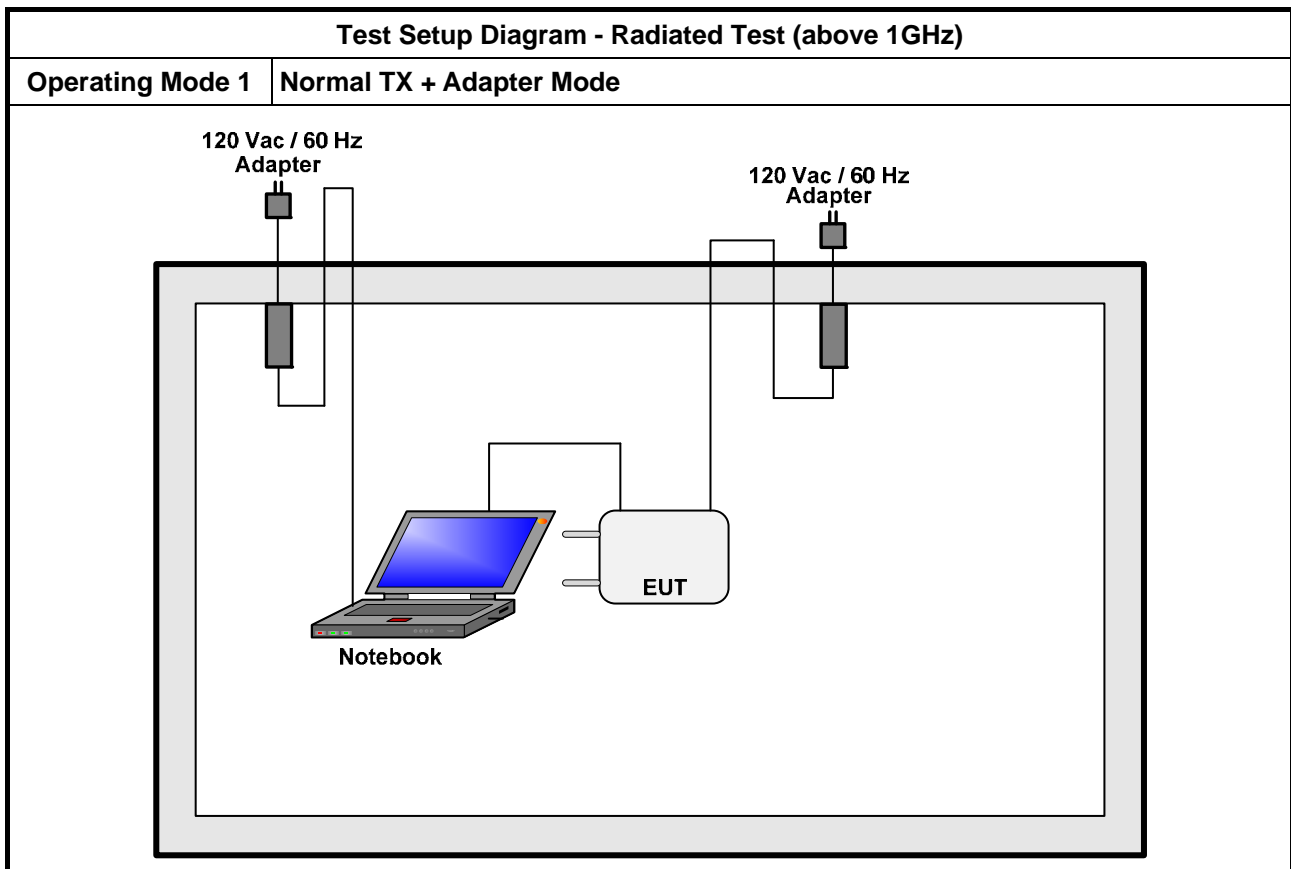 Test Setup Diagram - Radiated Test (above 1GHz)
Operating Mode 1 Normal TX + Adapter Mode
120 Vac / 60 Hz
Adapter
120 Vac / 60 Hz
Adapter
EUT
Notebook